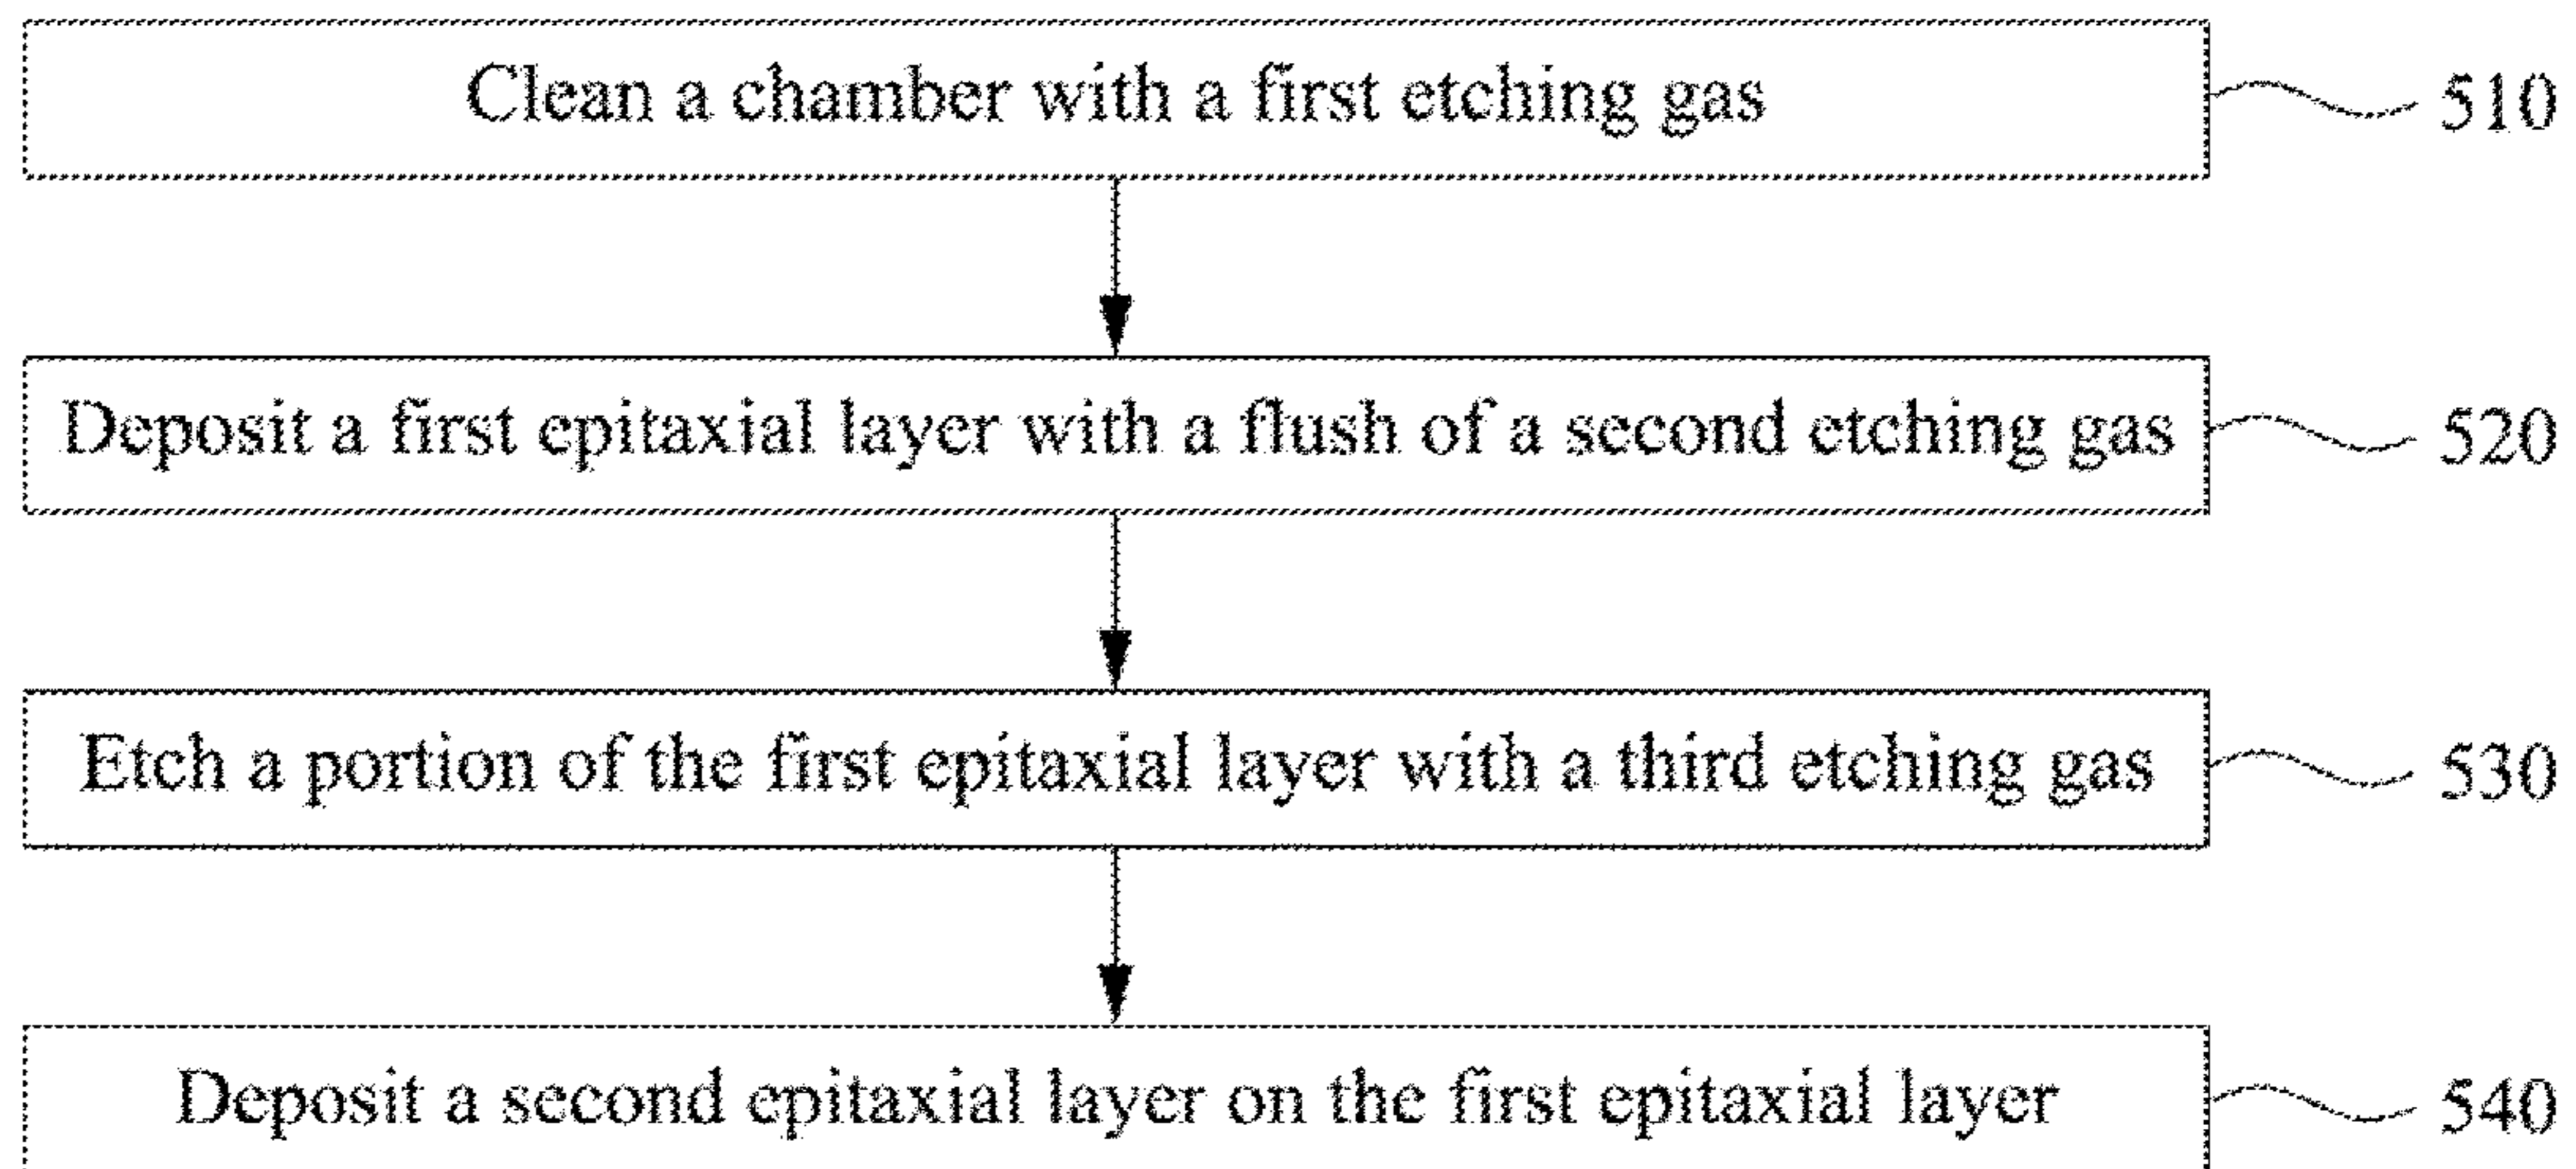 Clean a chamber with a first etching gas 510
Deposit a first epitaxial layer with a flush of a second etching gas 520
Etch a portion of the first epitaxial layer with a third etching gas 530
Deposit a second epitaxial layer on the first epitaxial layer 540